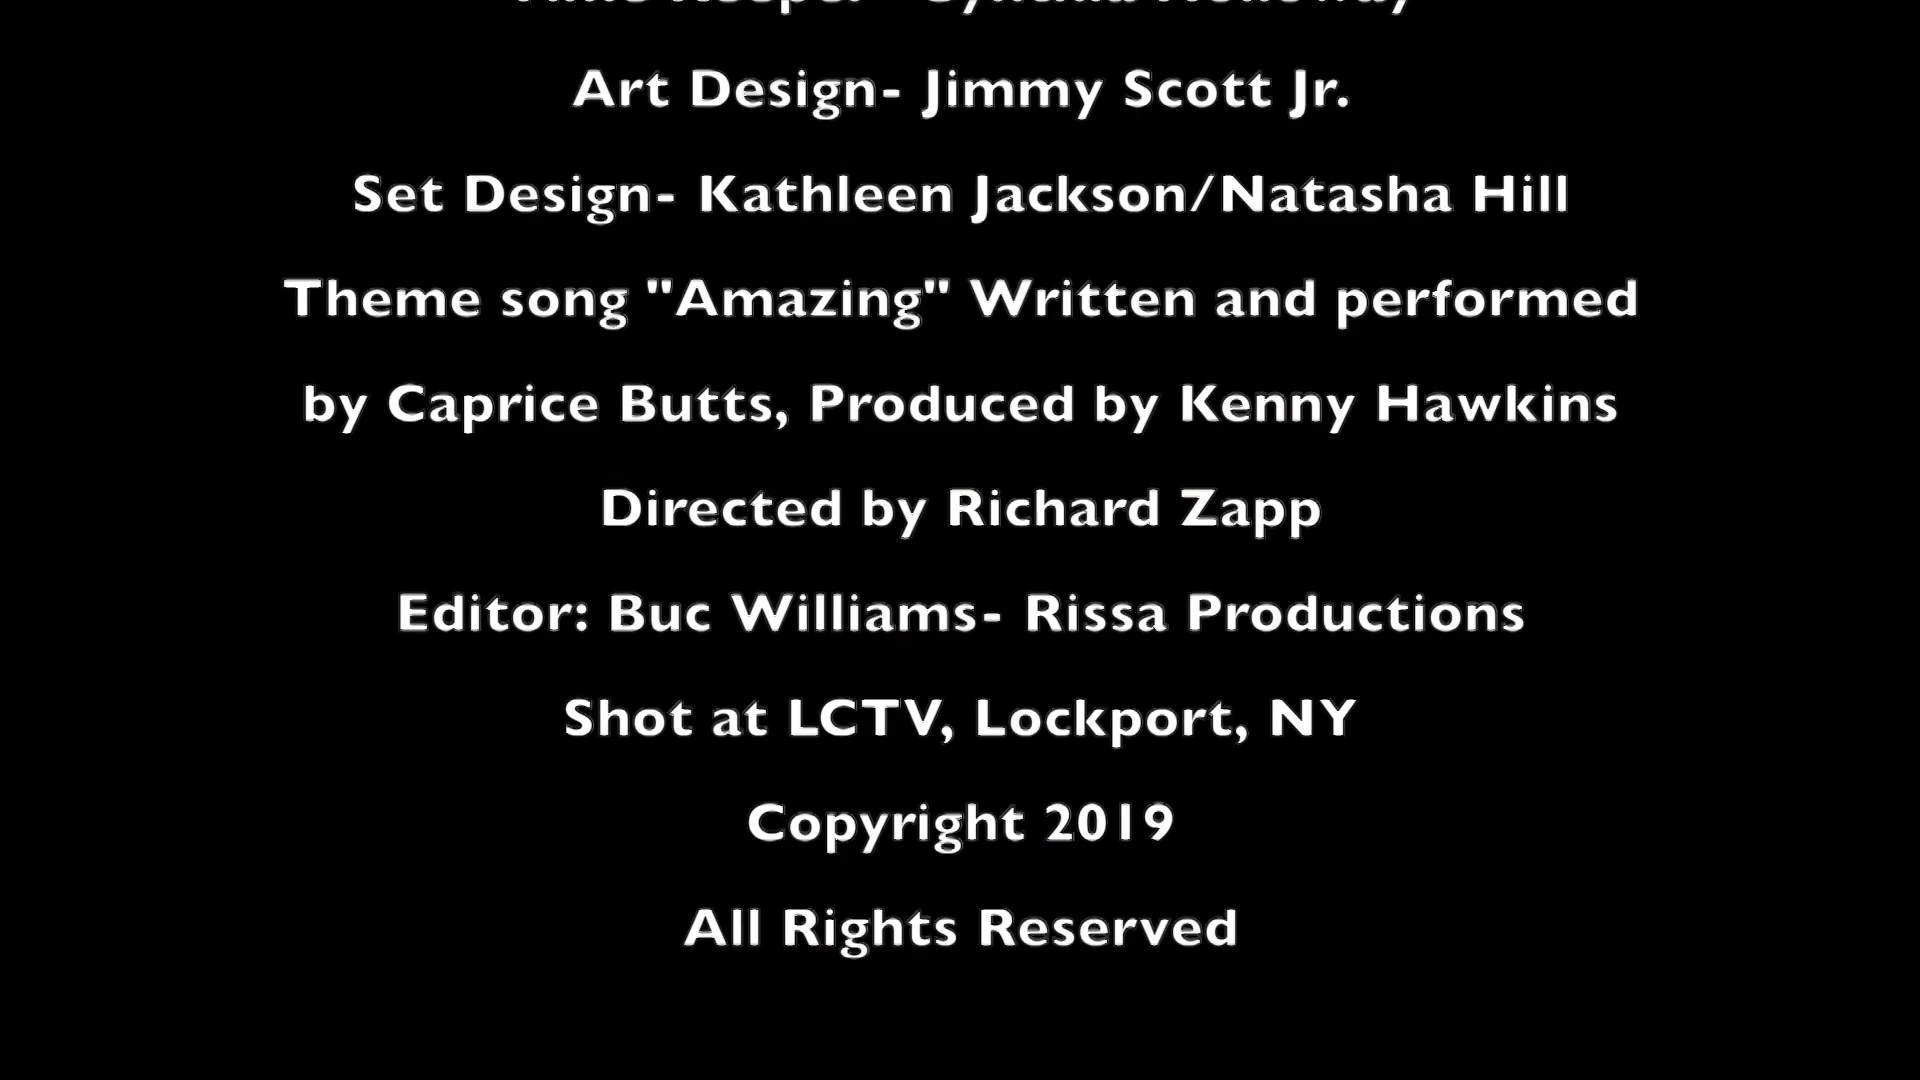 Keeper
Art Design- Jimmy Scott Jr.
Set Design- Kathleen Jackson/Natasha Hill
Theme song "Amazing" Written and performed
by Caprice Butts, Produced by Kenny Hawkins
Directed by Richard Zapp
Editor: Buc Williams- Rissa Productions
Shot at LCTV, Lockport, NY
Copyright 2019
All Rights Reserved